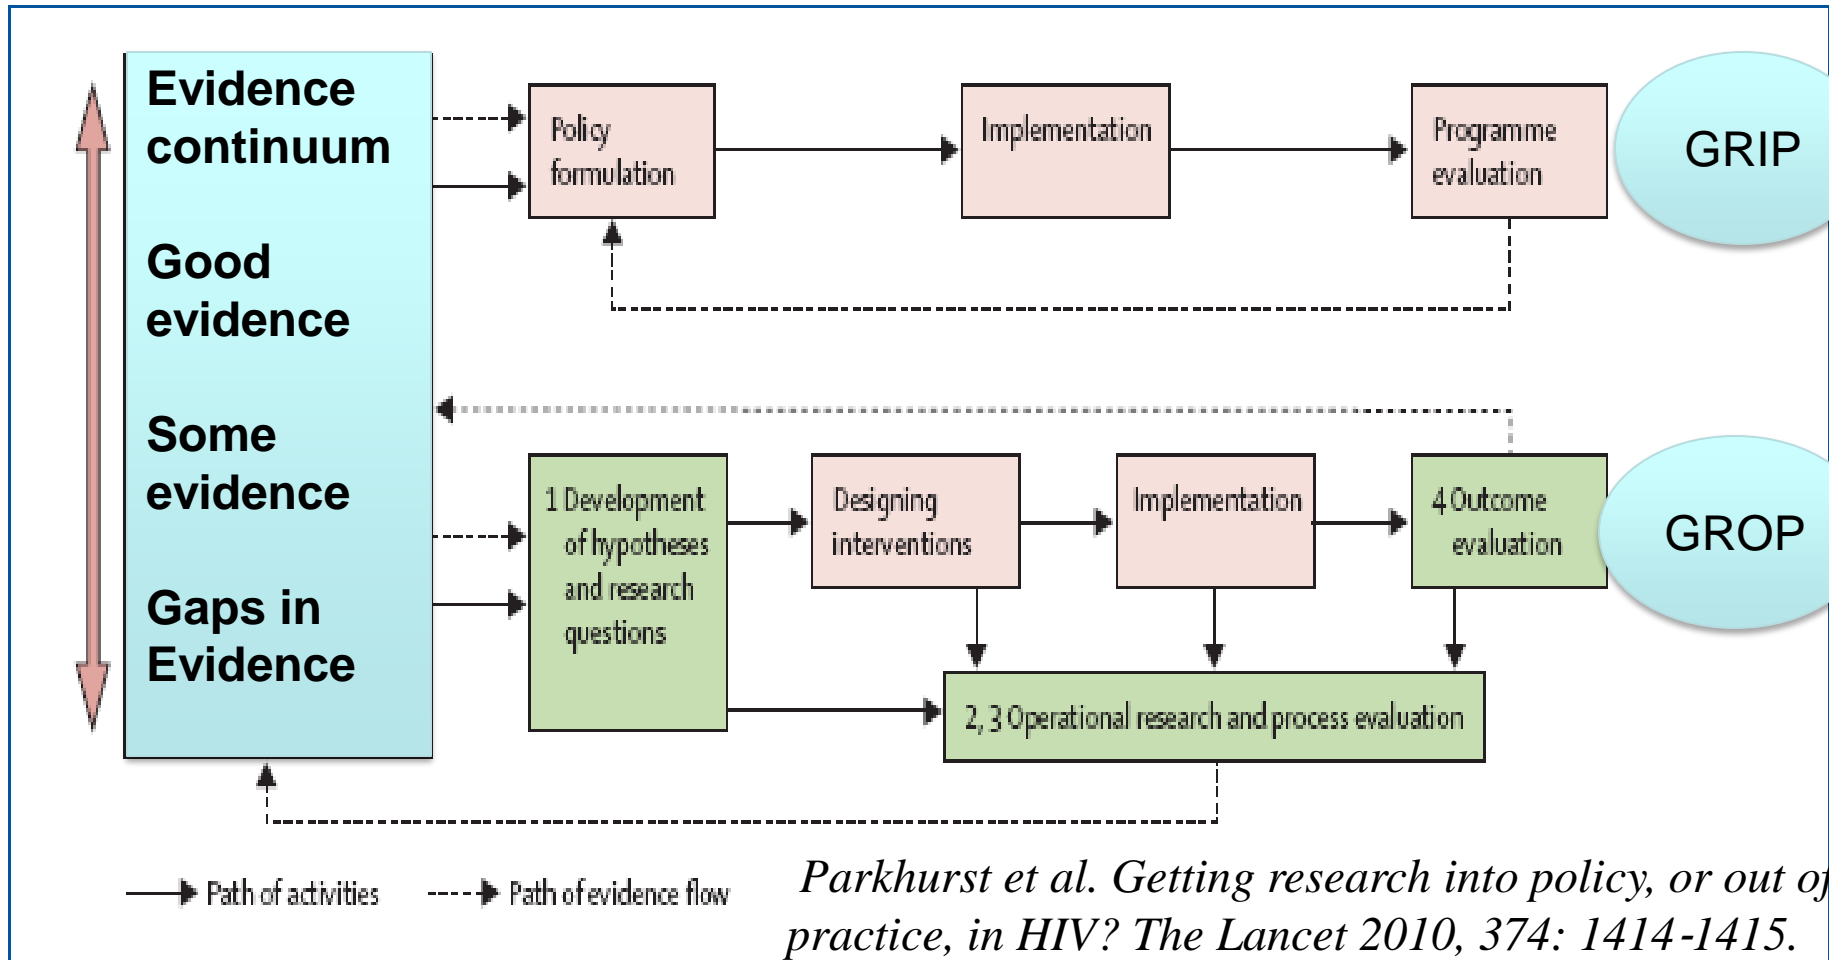 Evidence
continuum
Good
evidence
Some
evidence
Gaps in
Evidence
Policy
formulation
Implementation
Programme
evaluation
GRIP
1 Development
of hypotheses
and research
questions
Designing
interventions
Implementation
4 Outcome
evaluation
GROP
2, 3 Operational research and process evaluation
Path of activities
Path of evidence flow
Parkhurst et al. Getting research into policy, or out of
practice, in HIV? The Lancet 2010, 374: 1414-1415.